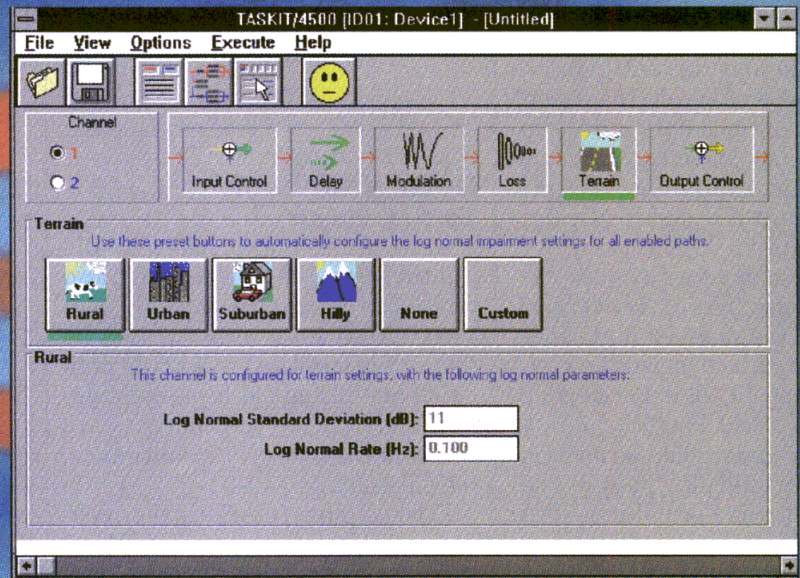 TASKIT/4500 [ID01: Device1] - [Untitled]
File View Options Execute Help
Channel
1
2
Input Control
Delay
Modulation
Loss
Terrain
Output Control
Terrain
Use these preset buttons to automatically configure the log normal impairment settings for all enabled paths.
Rural
Urban
Suburban
Hilly
None
Custom
Rural
This channel is configured for terrain settings, with the following log normal parameters:
Log Normal Standard Deviation (dB): 11
Log Normal Rate (Hz): 0.100